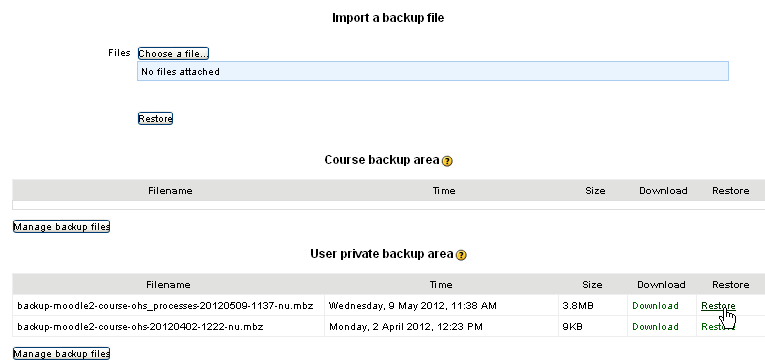 Import a backup file
Files Choose a file...
No files attached
Restore
Course backup area
Filename Time Size Download Restore
Manage backup files
User private backup area
Filename Time Size Download Restore
backup-moodle2-course-ohs_processes-20120509-1137-nu.mbz Wednesday, 9 May 2012, 11:38 AM 3.8MB Download Restore
backup-moodle2-course-ohs-20120402-1222-nu.mbz Monday, 2 April 2012, 12:23 PM 9KB Download Restore
Manage backup files